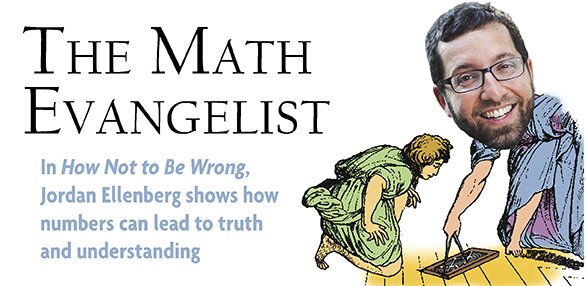 THE MATH
EVANGELIST
In How Not to Be Wrong,
Jordan Ellenberg shows how
numbers can lead to truth
and understanding